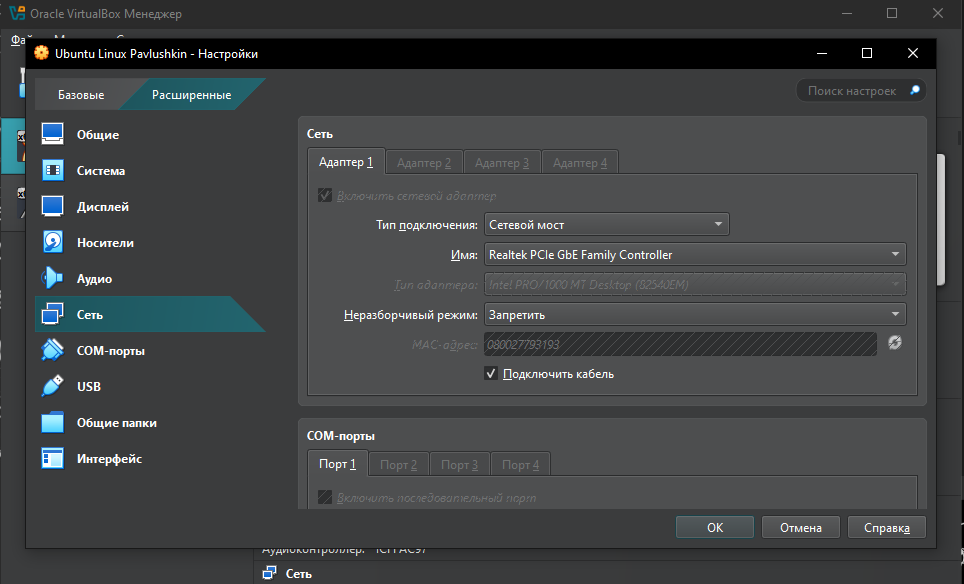 Oracle VirtualBox Менеджер
Ubuntu Linux Pavlushkin - Настройки
Базовые
Расширенные
Поиск настроек
Общие
Система
Дисплей
Носители
Аудио
Сеть
COM-порты
USB
Общие папки
Интерфейс
Сеть
Адаптер 1
Адаптер 2
Адаптер 3
Адаптер 4
Включить сетевой адаптер
Тип подключения: Сетевой мост
Имя: Realtek PCIe GbE Family Controller
Тип адаптера: Intel PRO/1000 MT Desktop (82540EM)
Неразборчивый режим: Запретить
MAC-адрес: 080027793193
Подключить кабель
COM-порты
Порт 1
Порт 2
Порт 3
Порт 4
Включить последовательный порт
OK
Отмена
Справка
Аудиоконтроллер: ICH AC97
Сеть